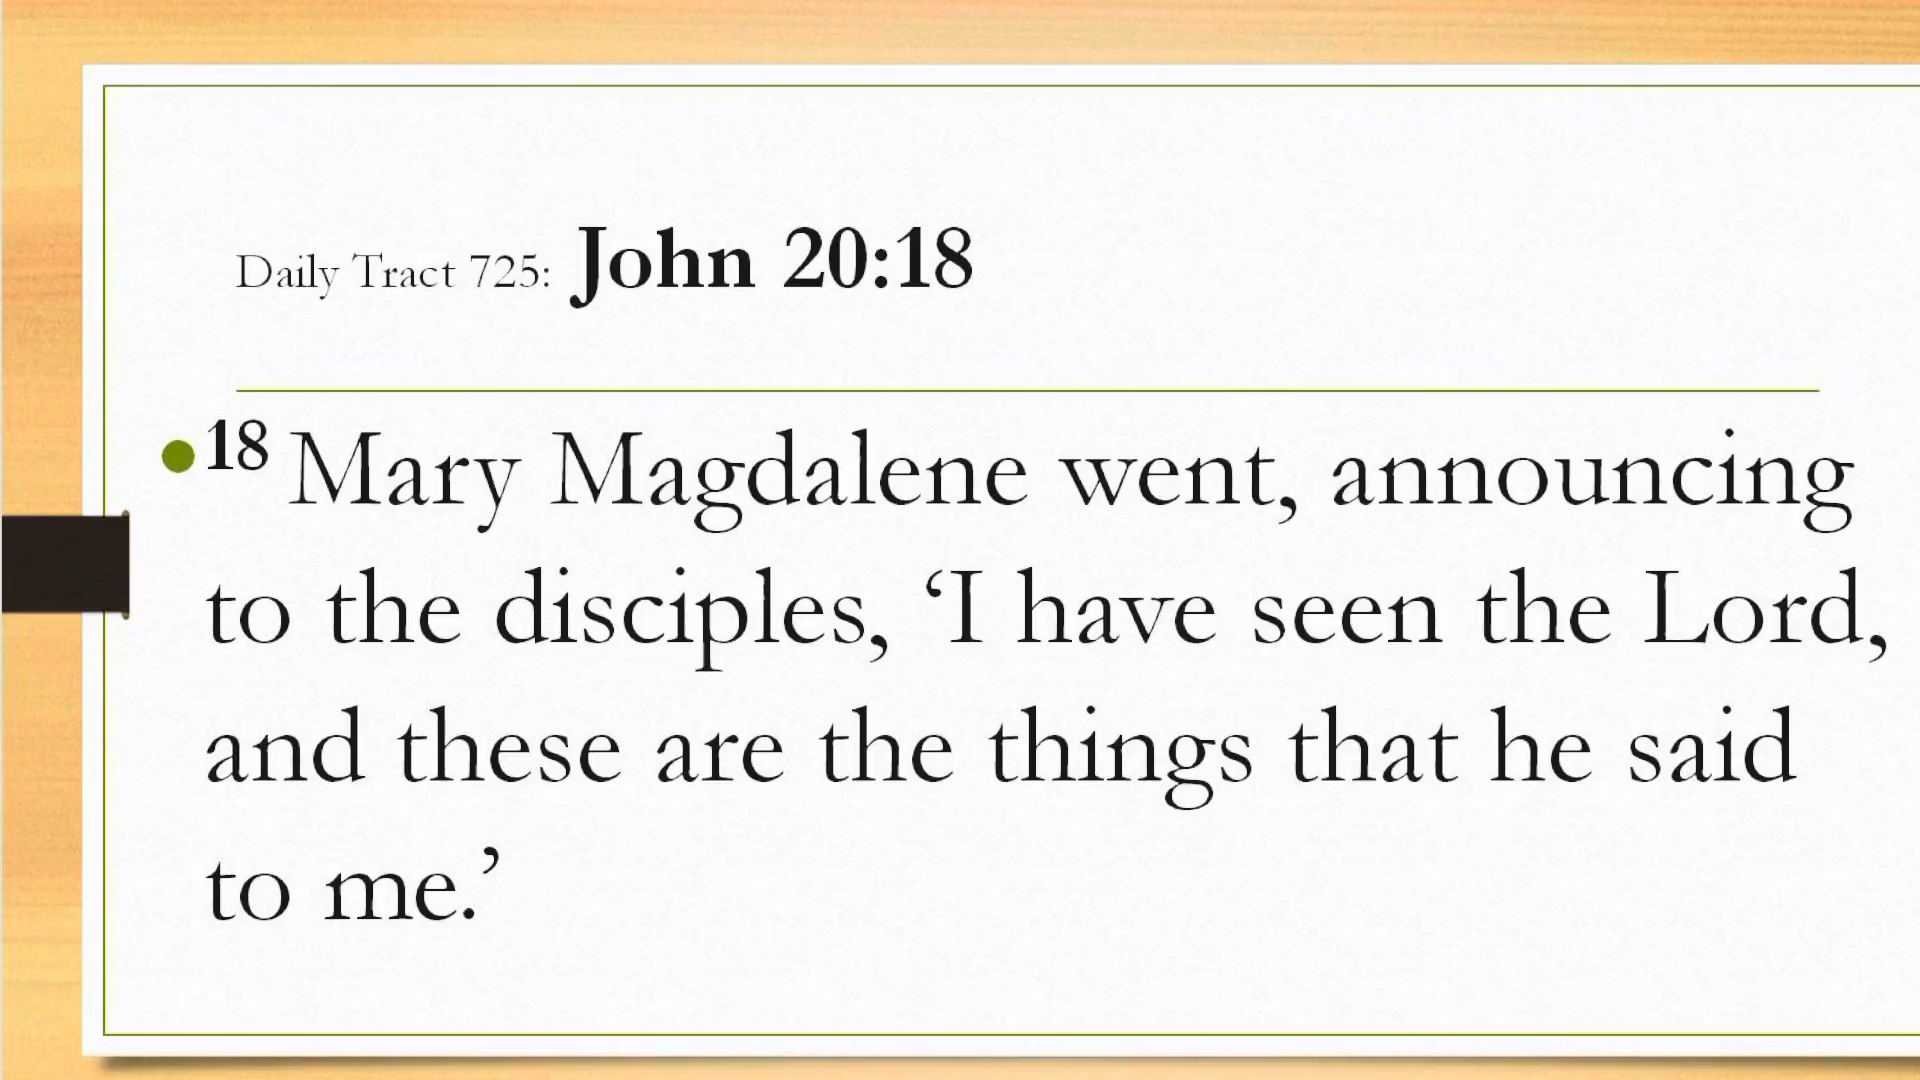 Daily Tract 725: John 20:18
•18 Mary Magdalene went, announcing
to the disciples, ‘I have seen the Lord,
and these are the things that he said
to me.’